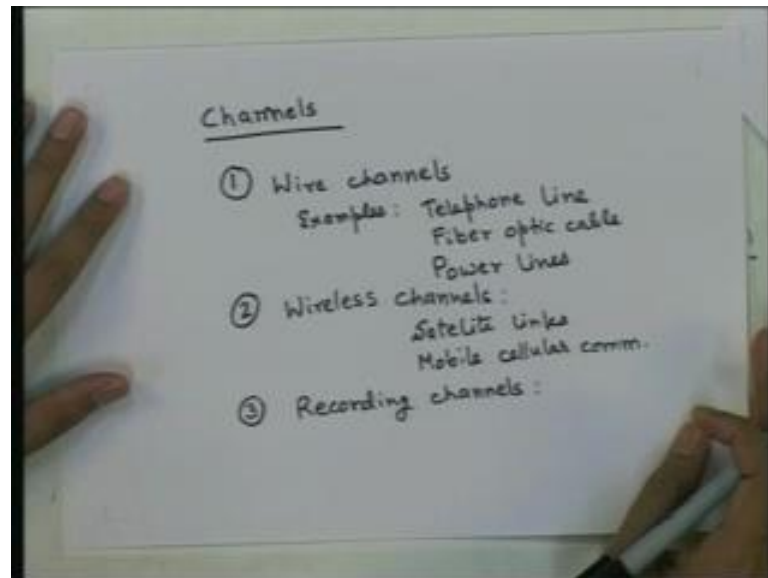 Channels
① Wire channels
Examples: Telephone Line
Fiber optic cable
Power Lines
② Wireless channels:
Satelite Links
Mobile cellular comm.
③ Recording channels: